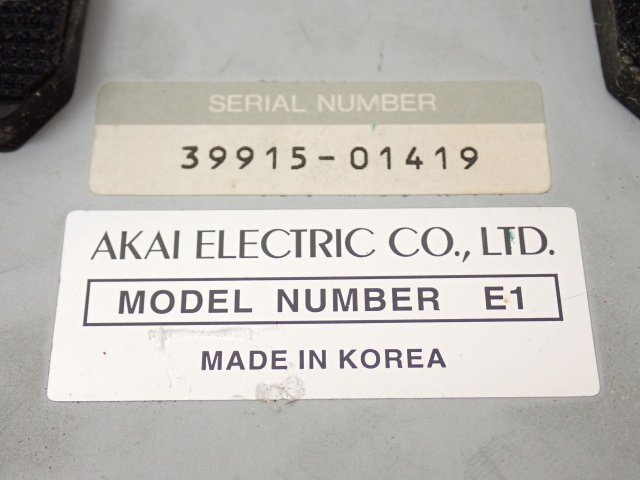 SERIAL NUMBER
39915-01419
AKAI ELECTRIC CO., LTD.
MODEL NUMBER E1
MADE IN KOREA